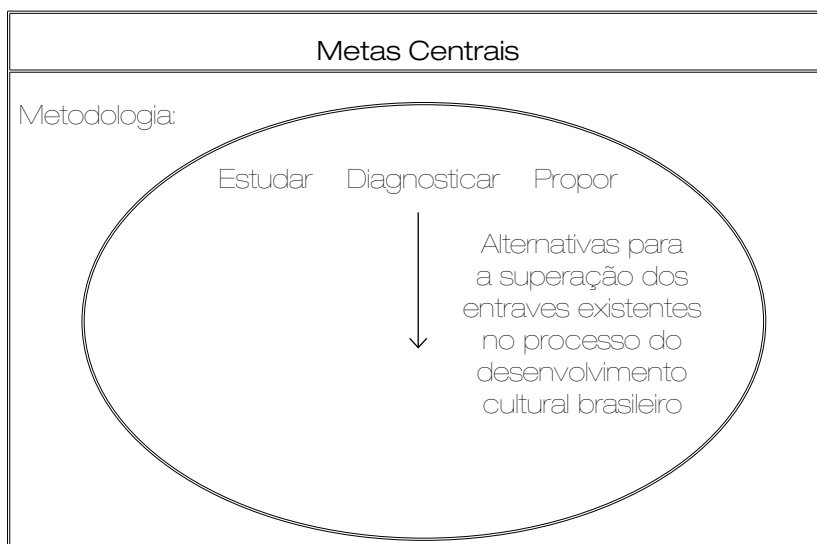 Metas Centrais
Metodologia:
Estudar Diagnosticar Propor
Alternativas para
a superação dos
entraves existentes
no processo do
desenvolvimento
cultural brasileiro